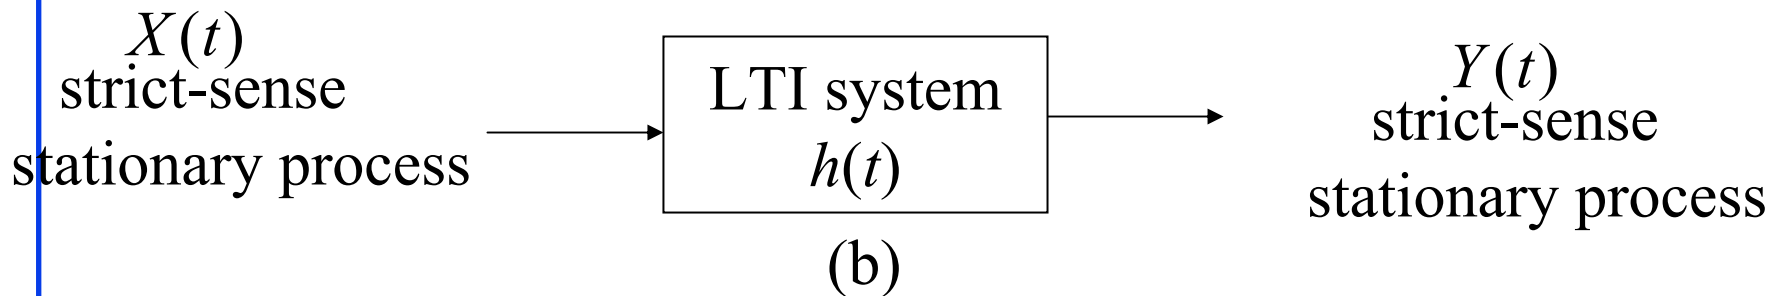 X(t)
strict-sense
stationary process
LTI system
h(t)
(b)
Y(t)
strict-sense
stationary process